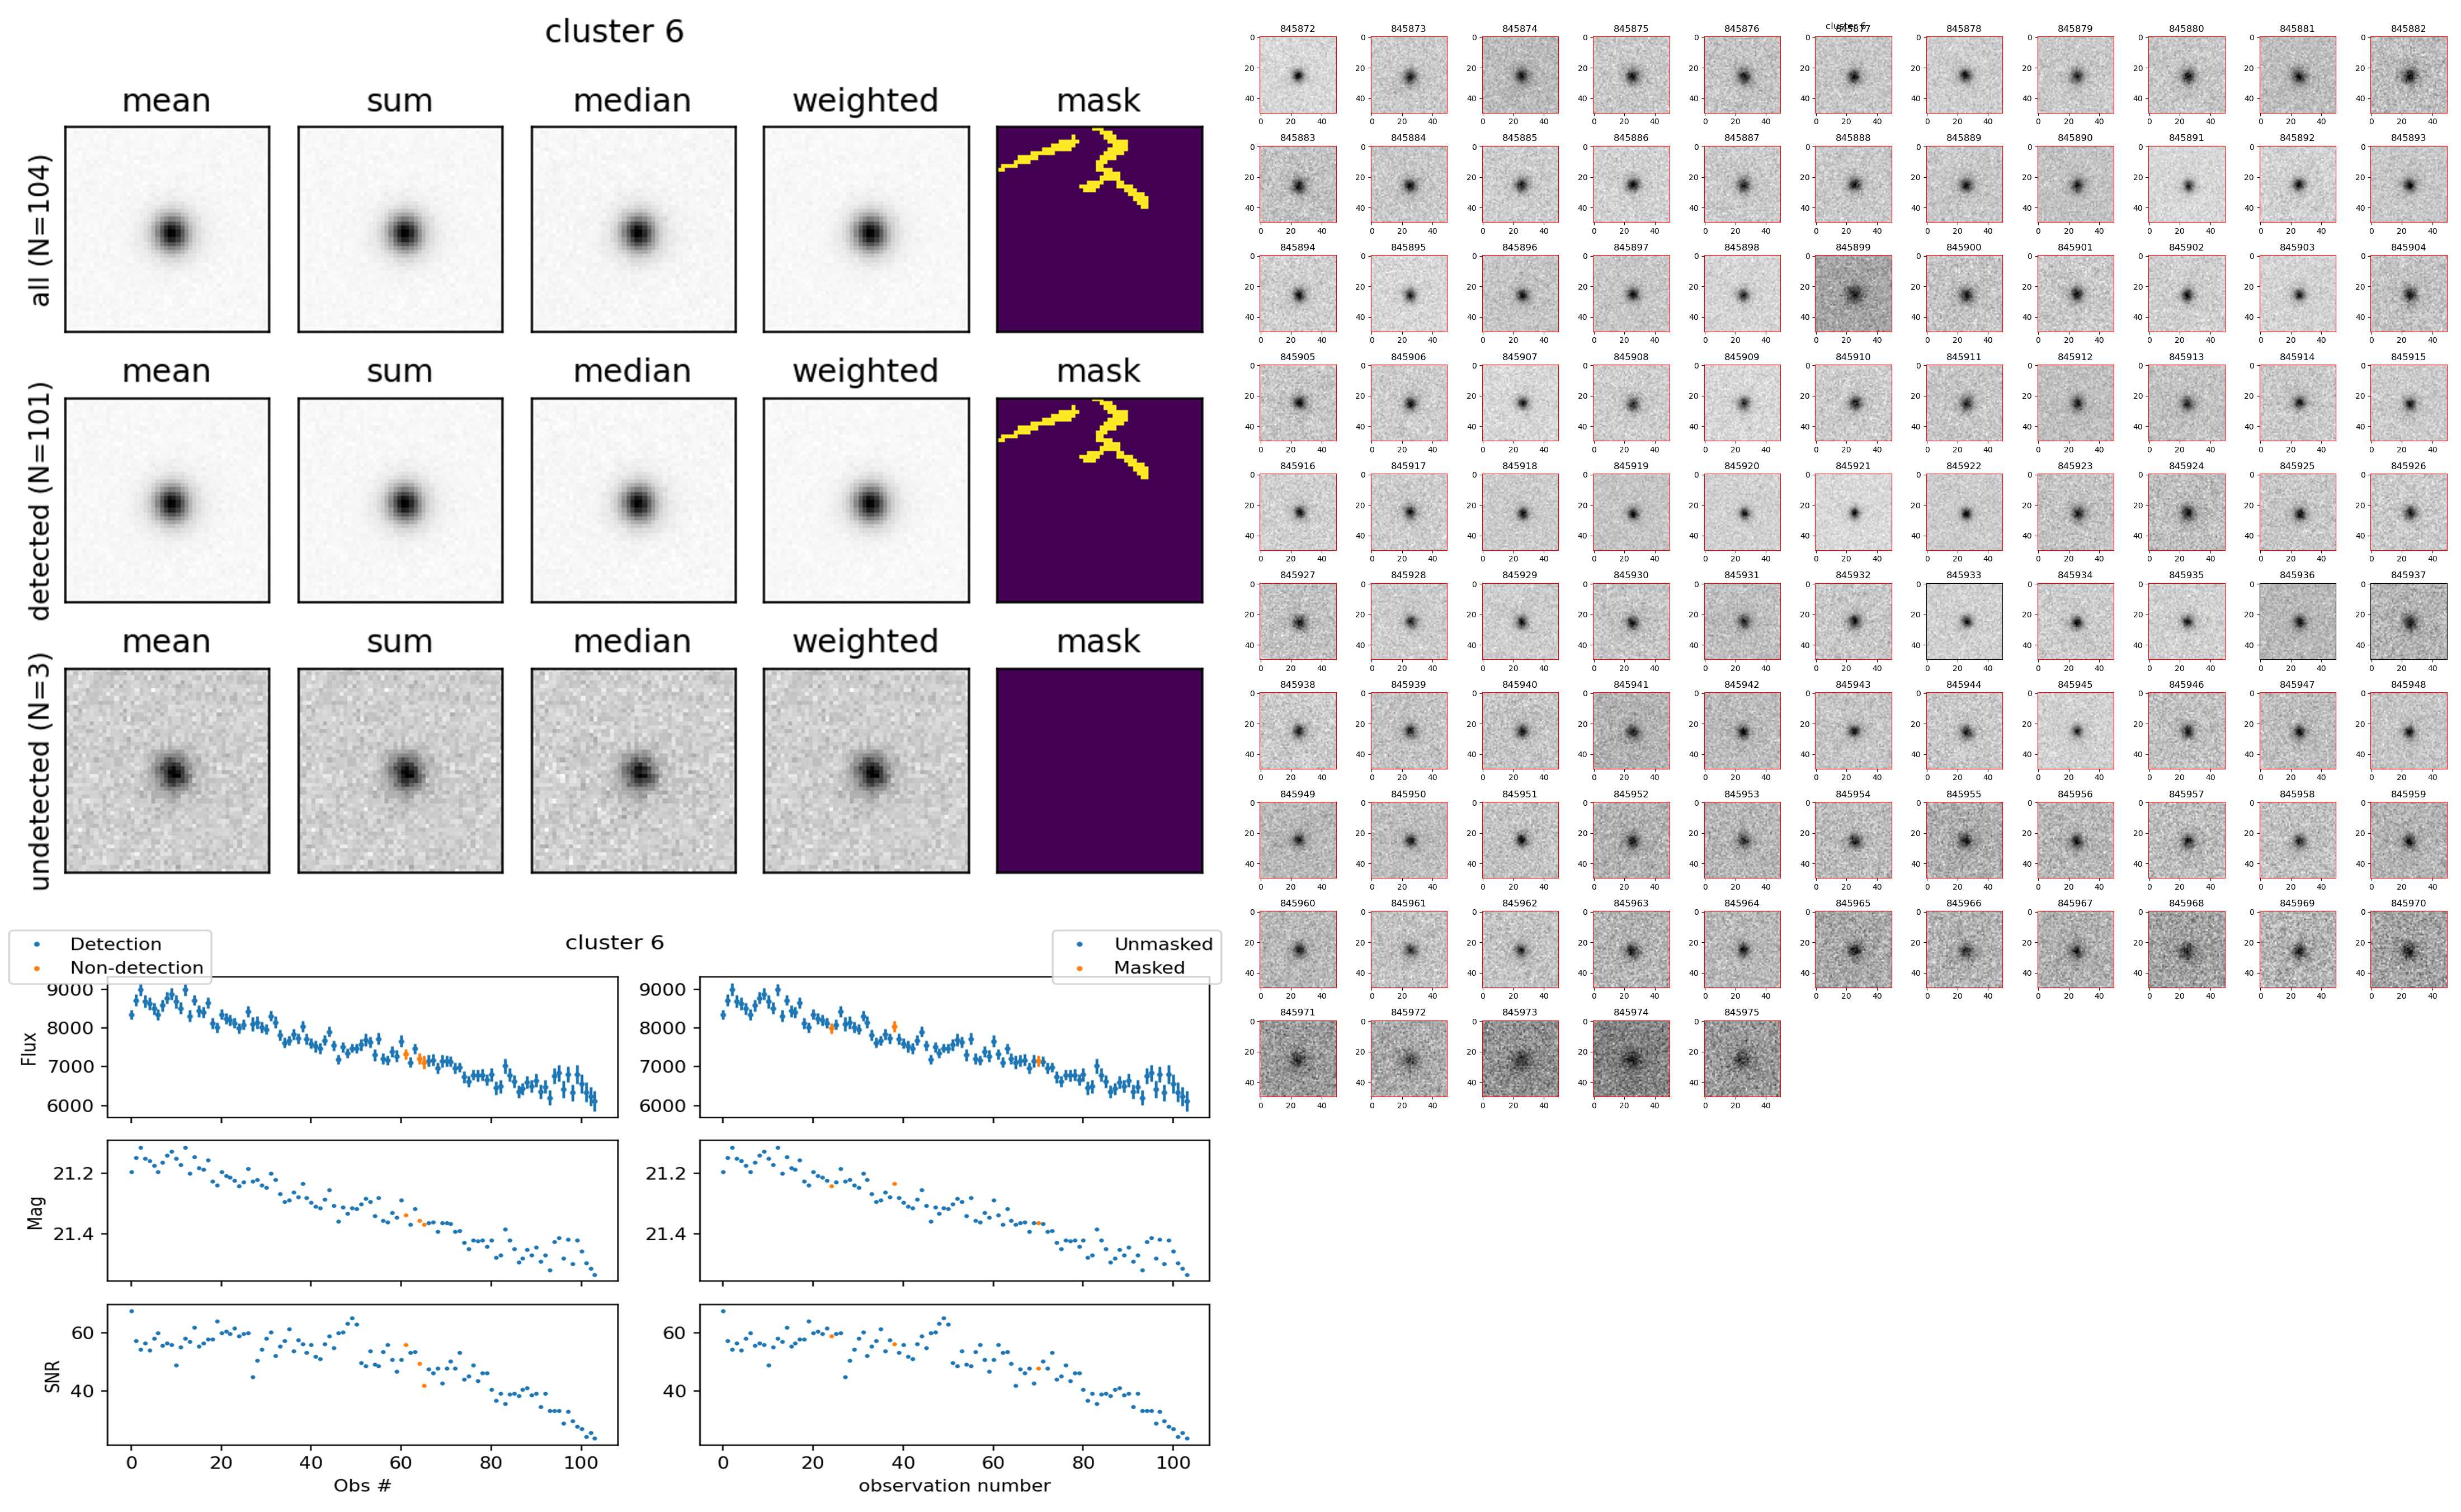 cluster 6
mean sum median weighted mask
all (N=104)
mean sum median weighted mask
detected (N=101)
mean sum median weighted mask
undetected (N=3)
cluster 6
Detection
Non-detection
Unmasked
Masked
Flux
9000
8000
7000
6000
9000
8000
7000
6000
Mag
21.2
21.4
21.2
21.4
SNR
60
40
60
40
0 20 40 60 80 100
Obs #
0 20 40 60 80 100
observation number
cluster 6
845872 845873 845874 845875 845876 845877 845878 845879 845880 845881 845882
845883 845884 845885 845886 845887 845888 845889 845890 845891 845892 845893
845894 845895 845896 845897 845898 845899 845900 845901 845902 845903 845904
845905 845906 845907 845908 845909 845910 845911 845912 845913 845914 845915
845916 845917 845918 845919 845920 845921 845922 845923 845924 845925 845926
845927 845928 845929 845930 845931 845932 845933 845934 845935 845936 845937
845938 845939 845940 845941 845942 845943 845944 845945 845946 845947 845948
845949 845950 845951 845952 845953 845954 845955 845956 845957 845958 845959
845960 845961 845962 845963 845964 845965 845966 845967 845968 845969 845970
845971 845972 845973 845974 845975